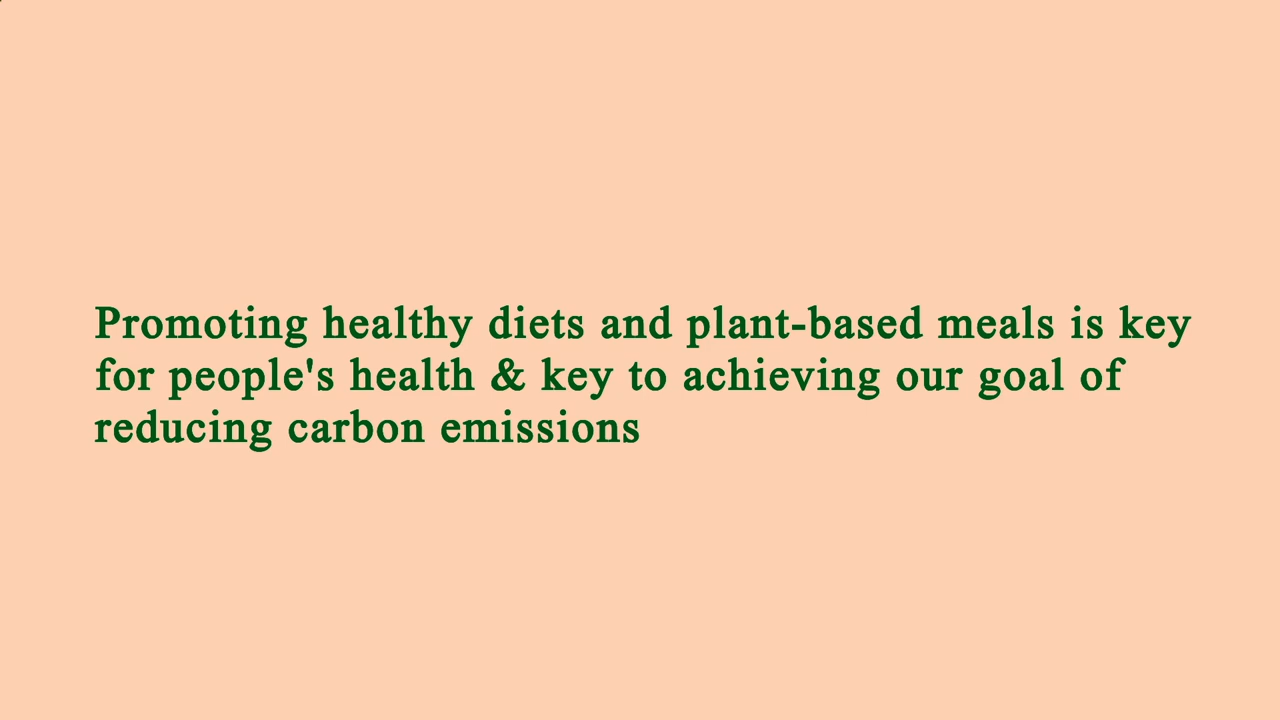 Promoting healthy diets and plant-based meals is key
for people's health & key to achieving our goal of
reducing carbon emissions